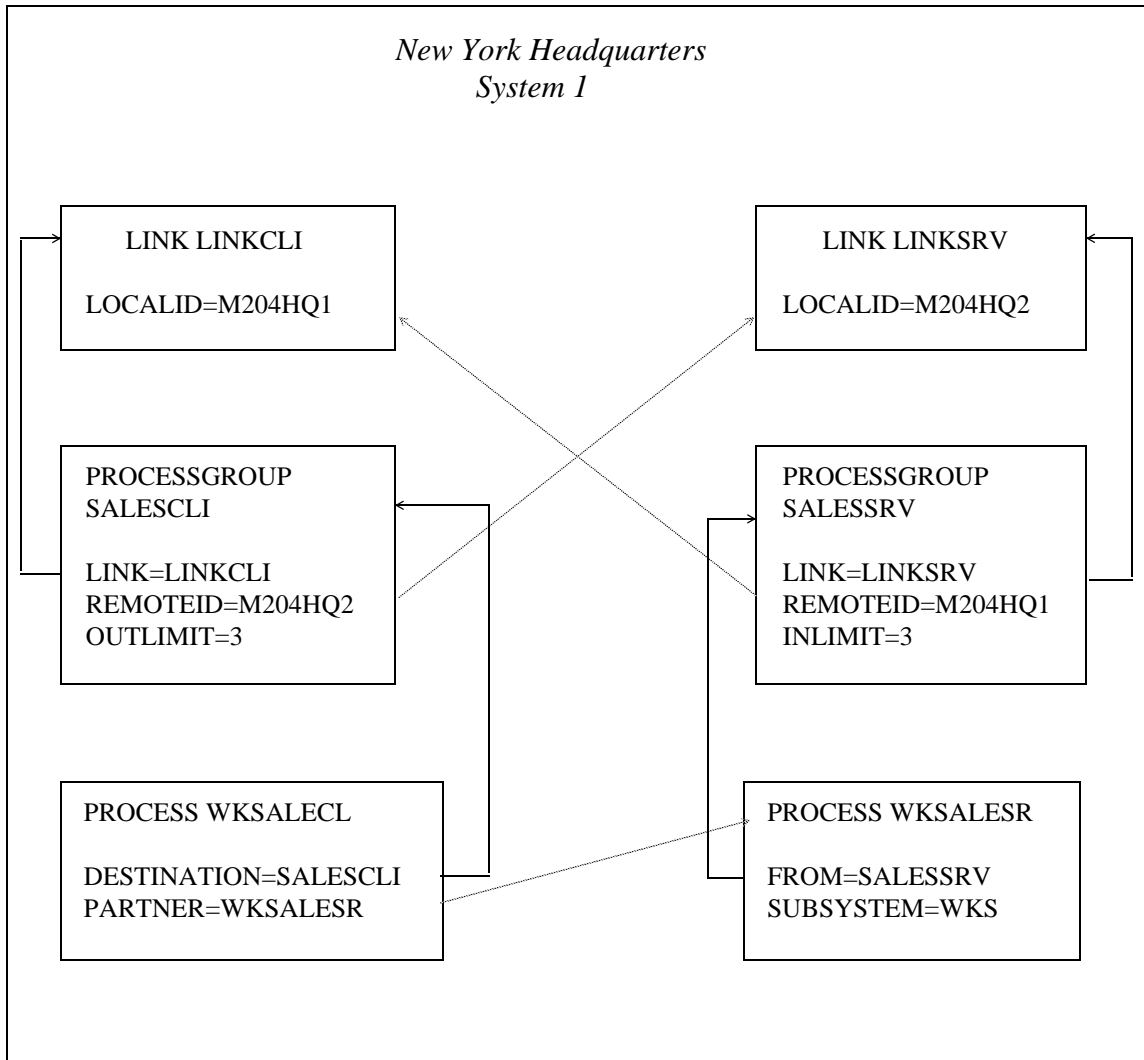 New York Headquarters
System 1
LINK LINKCLI
LOCALID=M204HQ1
LINK LINKSRV
LOCALID=M204HQ2
PROCESSGROUP
SALESCLI
LINK=LINKCLI
REMOTEID=M204HQ2
OUTLIMIT=3
PROCESSGROUP
SALESSRV
LINK=LINKSRV
REMOTEID=M204HQ1
INLIMIT=3
PROCESS WKSALECL
DESTINATION=SALESCLI
PARTNER=WKSALESR
PROCESS WKSALESR
FROM=SALESSRV
SUBSYSTEM=WKS